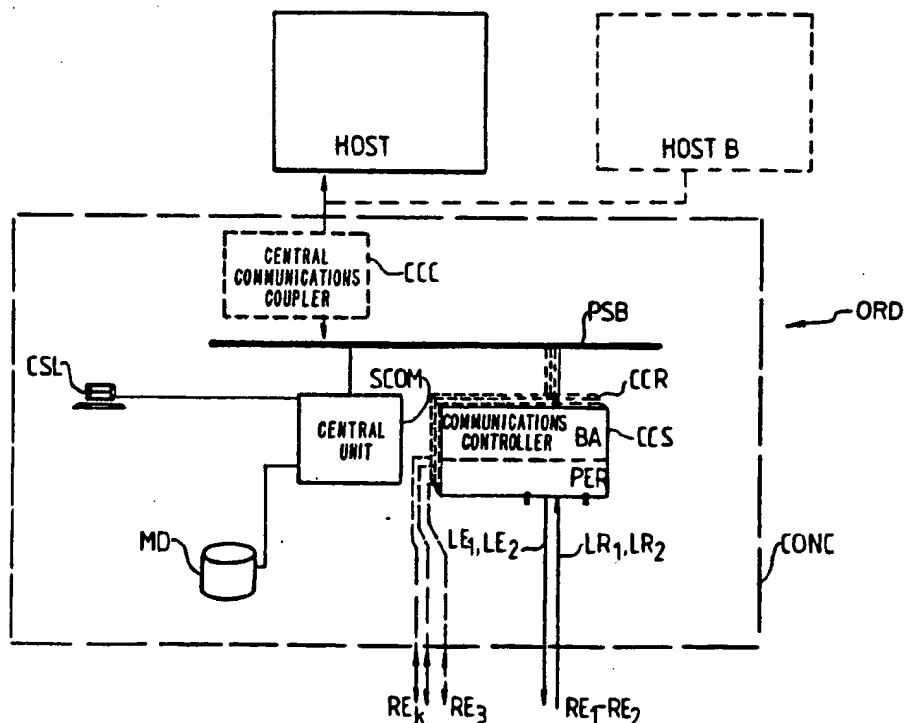 HOST
HOST B
CENTRAL
COMMUNICATIONS
COUPLER
CCC
ORD
PSB
CSL
SCOM
CCR
CENTRAL
UNIT
COMMUNICATIONS
CONTROLLER
BA
CCS
PER
MD
LE1,LE2
LR1,LR2
CONC
REk
RE3
RE1-RE2